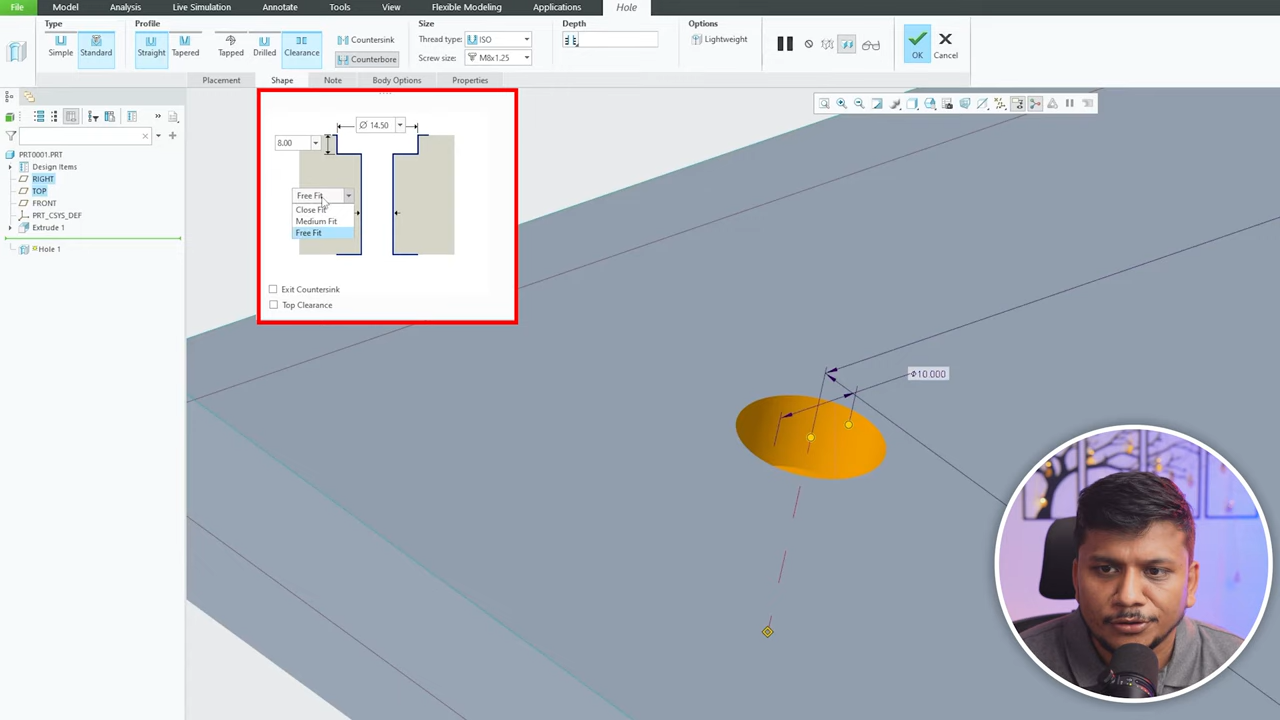 File Model Analysis Live Simulation Annotate Tools View Flexible Modeling Applications Hole
Type Profile Size Depth Options
Simple Standard Straight Tapered Tapped Drilled Clearance
Countersink
Counterbore
Thread type: ISO
Screw size: M8x1.25
Lightweight
OK Cancel
Placement Shape Note Body Options Properties
PRT0001.PRT
Design Items
RIGHT
TOP
FRONT
PRT_CSYS_DEF
Extrude 1
Hole 1
Ø 14.50
8.00
Free Fit
Close Fit
Medium Fit
Free Fit
Exit Countersink
Top Clearance
Ø10.000